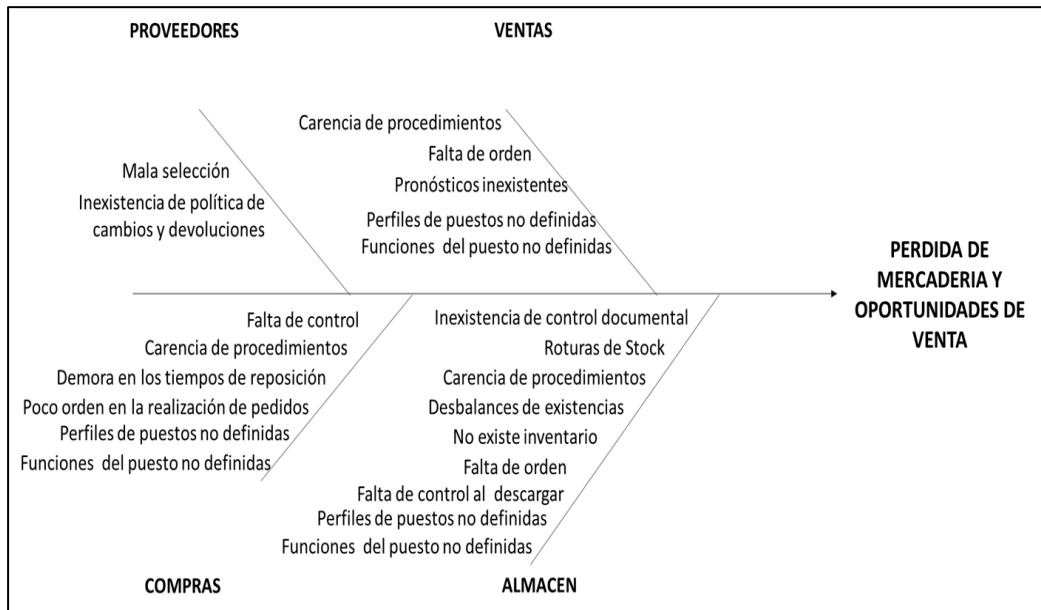 PROVEEDORES
VENTAS
Carencia de procedimientos
Falta de orden
Pronósticos inexistentes
Perfiles de puestos no definidas
Funciones del puesto no definidas
Mala selección
Inexistencia de política de
cambios y devoluciones
PERDIDA DE
MERCADERIA Y
OPORTUNIDADES DE
VENTA
Falta de control
Carencia de procedimientos
Demora en los tiempos de reposición
Poco orden en la realización de pedidos
Perfiles de puestos no definidas
Funciones del puesto no definidas
Inexistencia de control documental
Roturas de Stock
Carencia de procedimientos
Desbalances de existencias
No existe inventario
Falta de orden
Falta de control al descargar
Perfiles de puestos no definidas
Funciones del puesto no definidas
COMPRAS
ALMACEN